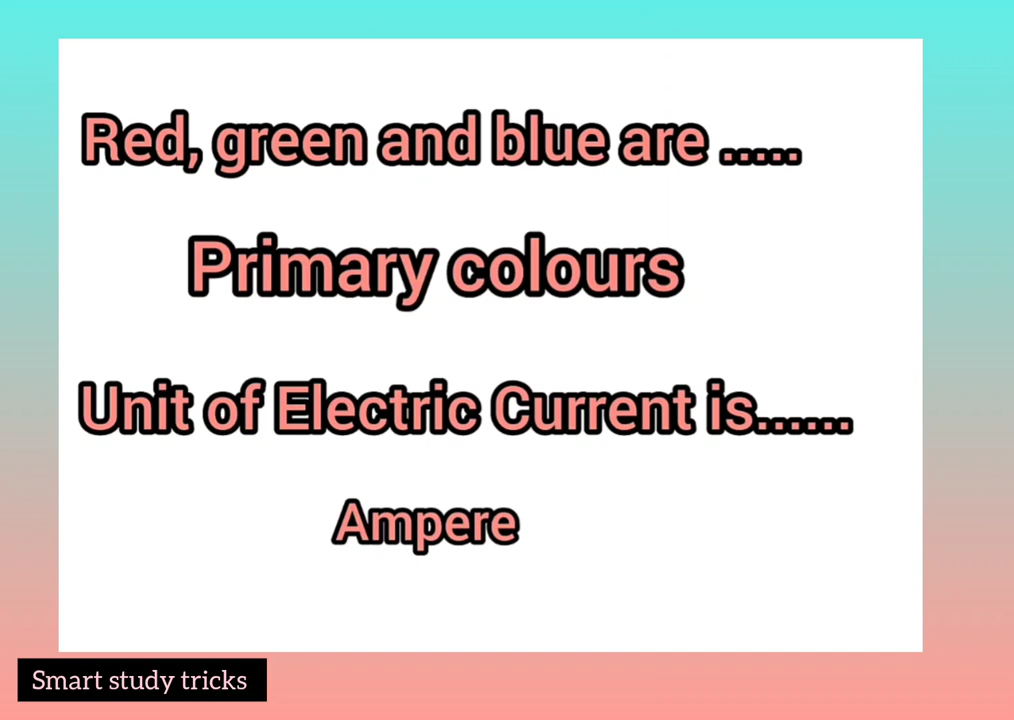 Red, green and blue are .....
Primary colours
Unit of Electric Current is......
Ampere
Smart study tricks